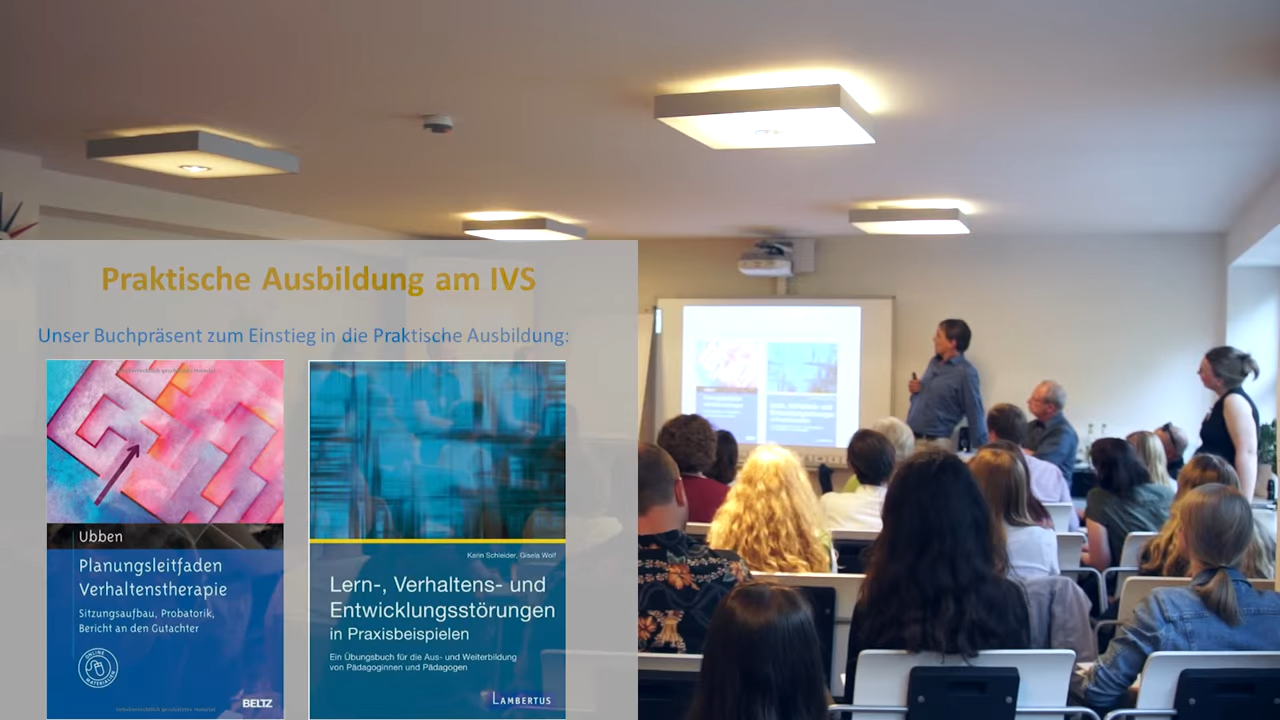 Praktische Ausbildung am IVS
Unser Buchpräsent zum Einstieg in die Praktische Ausbildung:
Ubben
Planungsleitfaden
Verhaltenstherapie
Sitzungsaufbau, Probatorik,
Bericht an den Gutachter
ONLINE
MATERIALIEN
BELTZ
Karin Schleider, Gisela Wolf
Lern-, Verhaltens- und
Entwicklungsstörungen
in Praxisbeispielen
Ein Übungsbuch für die Aus- und Weiterbildung
von Pädagoginnen und Pädagogen
LAMBERTUS